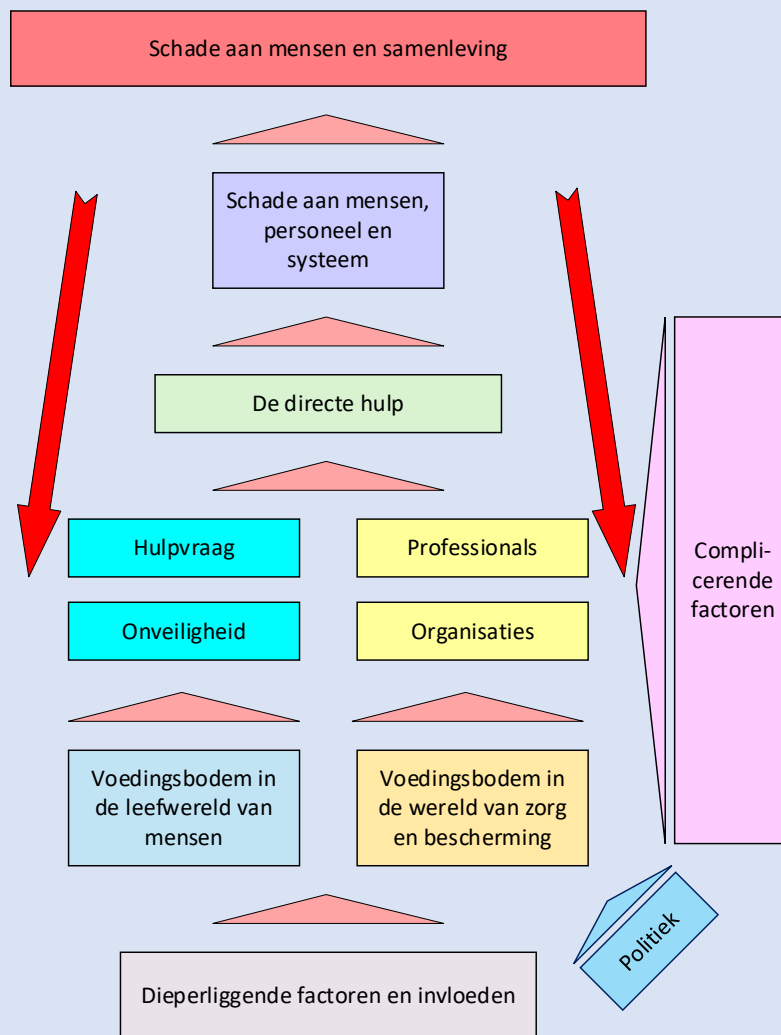 Schade aan mensen en samenleving
Schade aan mensen,
personeel en
systeem
De directe hulp
Hulpvraag
Professionals
Onveiligheid
Organisaties
Compli-
cerende
factoren
Voedingsbodem in
de leefwereld van
mensen
Voedingsbodem in
de wereld van zorg
en bescherming
Politiek
Dieperliggende factoren en invloeden